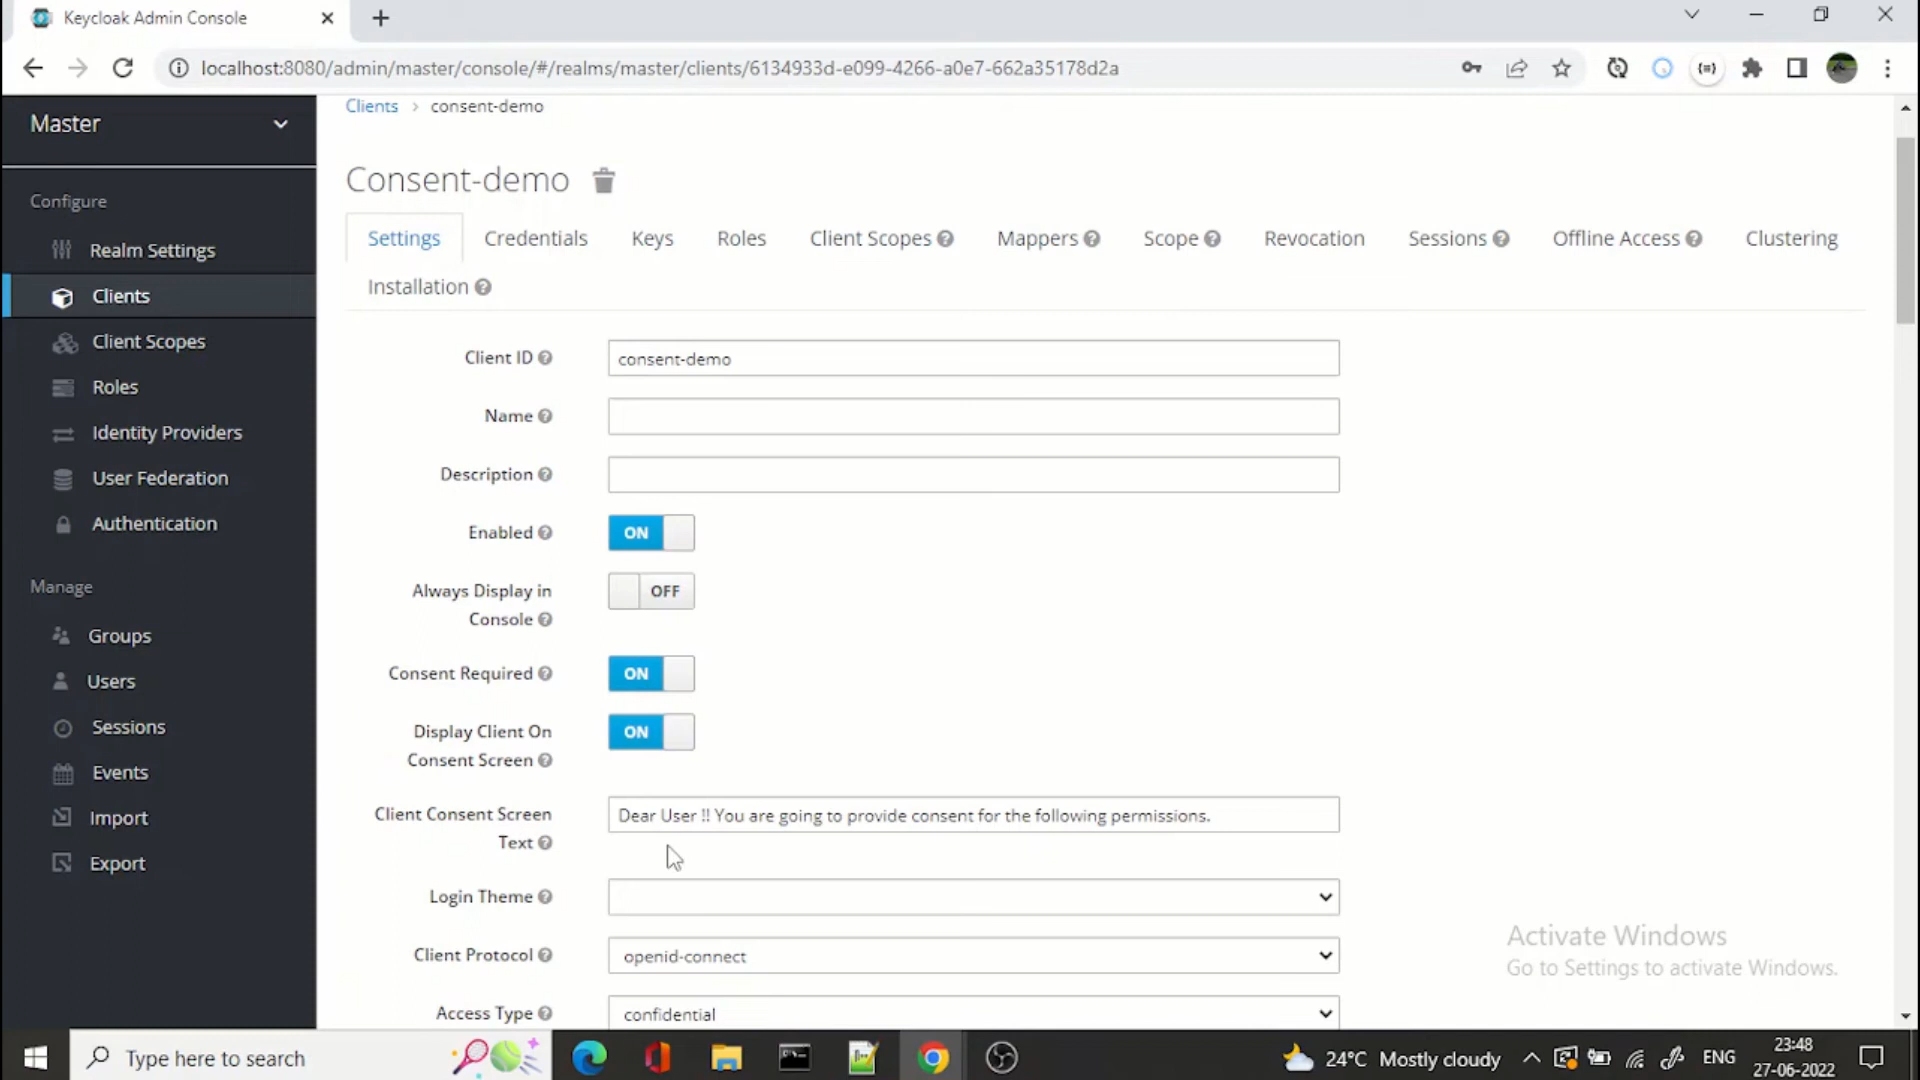 Keycloak Admin Console
localhost:8080/admin/master/console/#/realms/master/clients/6134933d-e099-4266-a0e7-662a35178d2a
Master
Configure
Realm Settings
Clients
Client Scopes
Roles
Identity Providers
User Federation
Authentication
Manage
Groups
Users
Sessions
Events
Import
Export
Clients > consent-demo
Consent-demo
Settings Credentials Keys Roles Client Scopes Mappers Scope Revocation Sessions Offline Access Clustering
Installation
Client ID consent-demo
Name
Description
Enabled ON
Always Display in
Console OFF
Consent Required ON
Display Client On
Consent Screen ON
Client Consent Screen
Text Dear User !! You are going to provide consent for the following permissions.
Login Theme
Client Protocol openid-connect
Access Type confidential
Activate Windows
Go to Settings to activate Windows.
Type here to search
24°C Mostly cloudy
ENG
23:48
27-06-2022